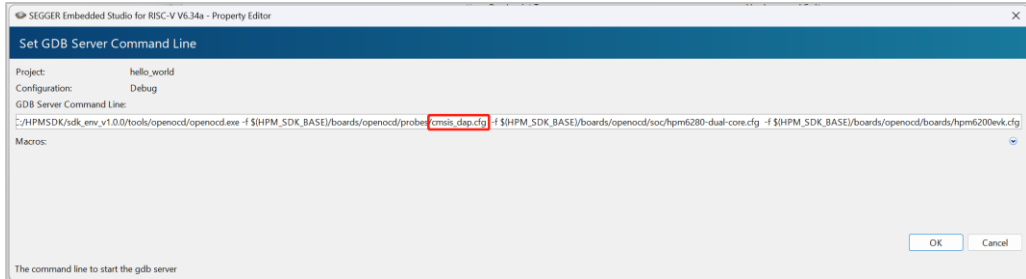 SEGGER Embedded Studio for RISC-V V6.34a - Property Editor
Set GDB Server Command Line
Project: hello_world
Configuration: Debug
GDB Server Command Line:
:/HPMSDK/sdk_env_v1.0.0/tools/openocd/openocd.exe -f $(HPM_SDK_BASE)/boards/openocd/probes/cmsis_dap.cfg -f $(HPM_SDK_BASE)/boards/openocd/soc/hpm6280-dual-core.cfg -f $(HPM_SDK_BASE)/boards/openocd/boards/hpm6200evk.cfg
Macros:
OK Cancel
The command line to start the gdb server